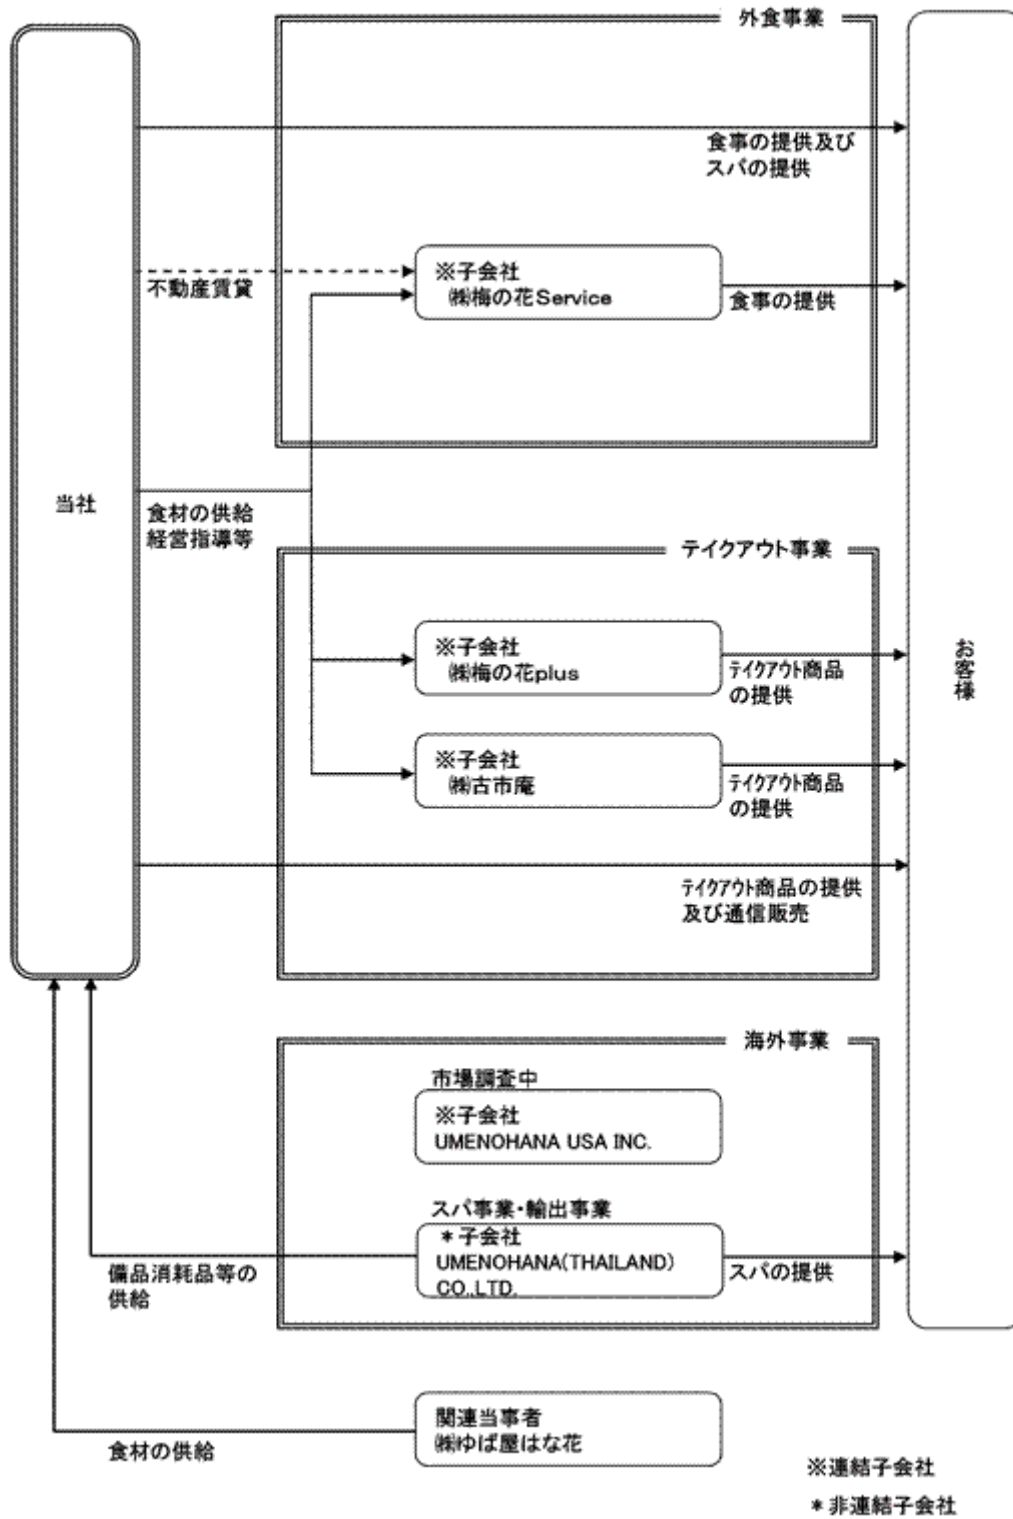 外食事業
食事の提供及び
スパの提供
不動産賃貸
※子会社
㈱梅の花Service
食事の提供
当社
食材の供給
経営指導等
テイクアウト事業
※子会社
㈱梅の花plus
ﾃｲｸｱｳﾄ商品
の提供
お客様
※子会社
㈱古市庵
ﾃｲｸｱｳﾄ商品
の提供
ﾃｲｸｱｳﾄ商品の提供
及び通信販売
海外事業
市場調査中
※子会社
UMENOHANA USA INC.
スパ事業・輸出事業
＊子会社
UMENOHANA(THAILAND)
CO.,LTD.
スパの提供
備品消耗品等の
供給
関連当事者
㈱ゆば屋はな花
食材の供給
※連結子会社
＊非連結子会社